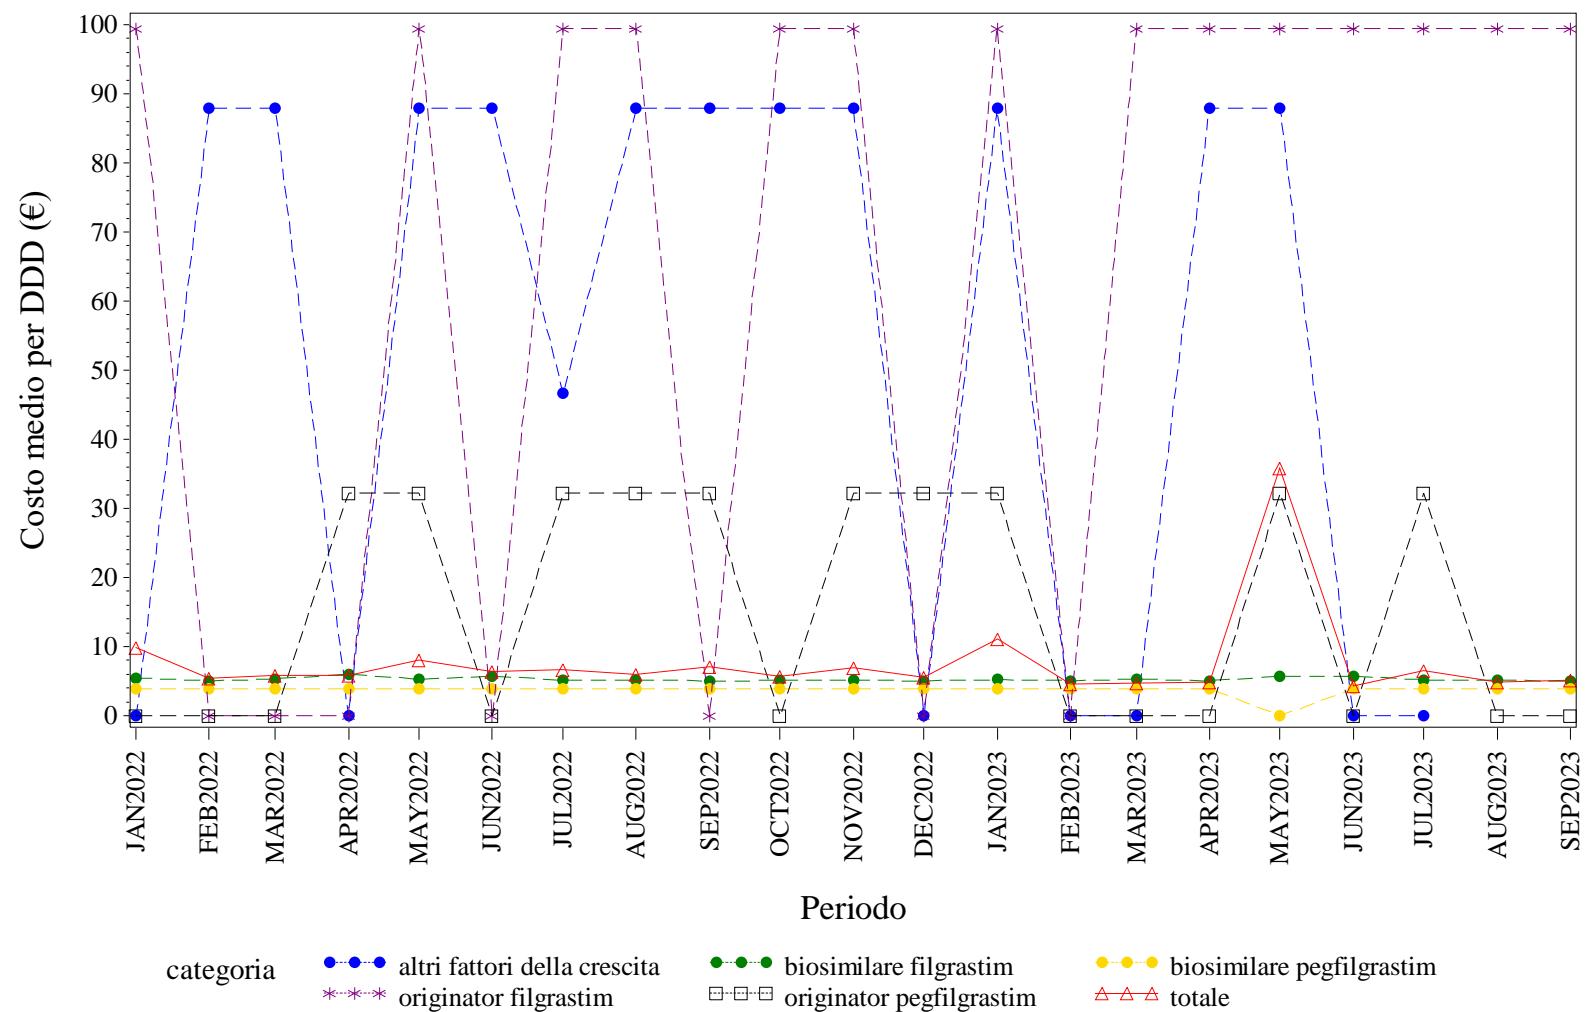 Costo medio per DDD (€)
100
90
80
70
60
50
40
30
20
10
0
JAN2022
FEB2022
MAR2022
APR2022
MAY2022
JUN2022
JUL2022
AUG2022
SEP2022
OCT2022
NOV2022
DEC2022
JAN2023
FEB2023
MAR2023
APR2023
MAY2023
JUN2023
JUL2023
AUG2023
SEP2023
Periodo
categoria
altri fattori della crescita
biosimilare filgrastim
biosimilare pegfilgrastim
originator filgrastim
originator pegfilgrastim
totale